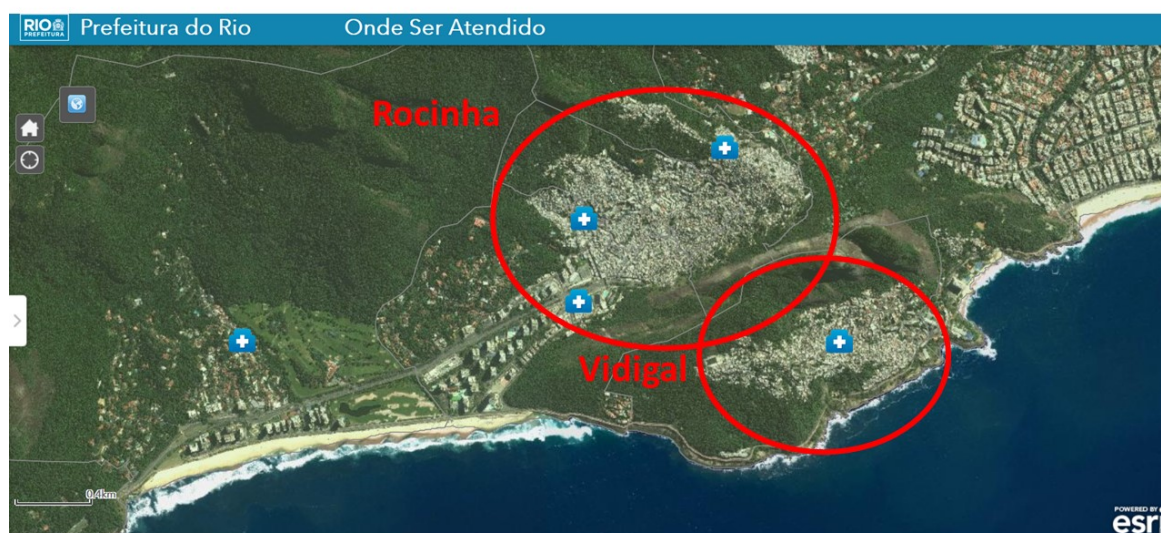 RIO
PREFEITURA
Prefeitura do Rio
Onde Ser Atendido
Rocinha
Vidigal
0.4km
POWERED BY
esri